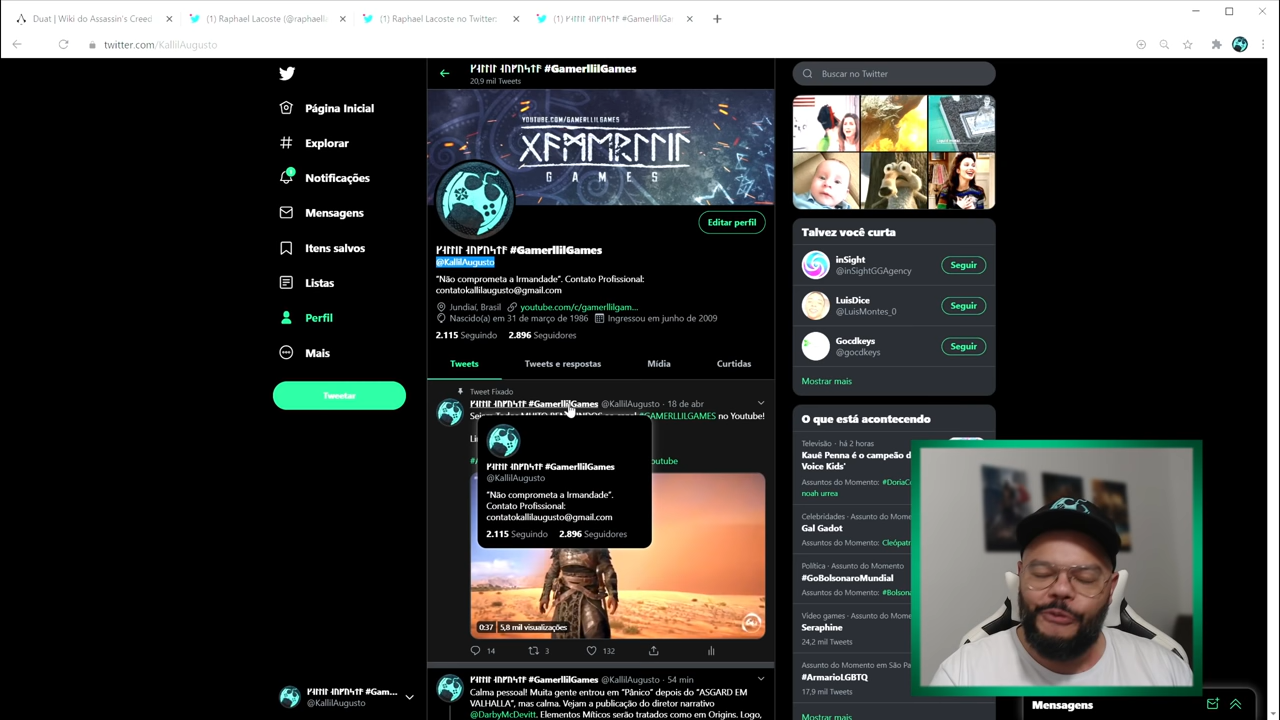 Duat | Wiki do Assassin's Creed
(1) Raphael Lacoste (@raphaell
(1) Raphael Lacoste no Twitter:
(1) ᚴᛆᛚᛚᛁᛚ #GamerllilGa
twitter.com/KallilAugusto
#GamerllilGames
20,9 mil Tweets
Buscar no Twitter
Página Inicial
Explorar
Notificações
Mensagens
Itens salvos
Listas
Perfil
Mais
Tweetar
YOUTUBE.COM/GAMERLLILGAMES
GAMES
Editar perfil
#GamerllilGames
@KallilAugusto
"Não comprometa a Irmandade". Contato Profissional:
contatokallilaugusto@gmail.com
Jundiaí, Brasil youtube.com/c/gamerllilgam...
Nascido(a) em 31 de março de 1986 Ingressou em junho de 2009
2.115 Seguindo 2.896 Seguidores
Tweets Tweets e respostas Mídia Curtidas
Tweet Fixado
#GamerllilGames @KallilAugusto · 18 de abr
#GAMERLLILGAMES no Youtube!
#GamerllilGames
@KallilAugusto
"Não comprometa a Irmandade".
Contato Profissional:
contatokallilaugusto@gmail.com
2.115 Seguindo 2.896 Seguidores
0:37 5,8 mil visualizações
14 3 132
#GamerllilGames @KallilAugusto · 54 min
Calma pessoal! Muita gente entrou em "Pânico" depois do "ASGARD EM
VALHALLA", mas calma. Vejam a publicação do diretor narrativo
@DarbyMcDevitt. Elementos Míticos serão tratados como em Origins. Logo,
Talvez você curta
inSight
@inSightGGAgency
Seguir
LuisDice
@LuisMontes_0
Seguir
Gocdkeys
@gocdkeys
Seguir
Mostrar mais
O que está acontecendo
Televisão · há 2 horas
Kauê Penna é o campeão d
Voice Kids'
Assuntos do Momento: #DoriaC
noah urrea
Celebridades · Assunto do Mome
Gal Gadot
Assuntos do Momento: Cleópatr
Política · Assunto do Momento
#GoBolsonaroMundial
Assuntos do Momento: #Bolson
Video games · Assunto do Mome
Seraphine
24,2 mil Tweets
Assunto do Momento em São Pa
#ArmarioLGBTQ
17,9 mil Tweets
Mostrar mais
#Gam...
@KallilAugusto
Mensagens